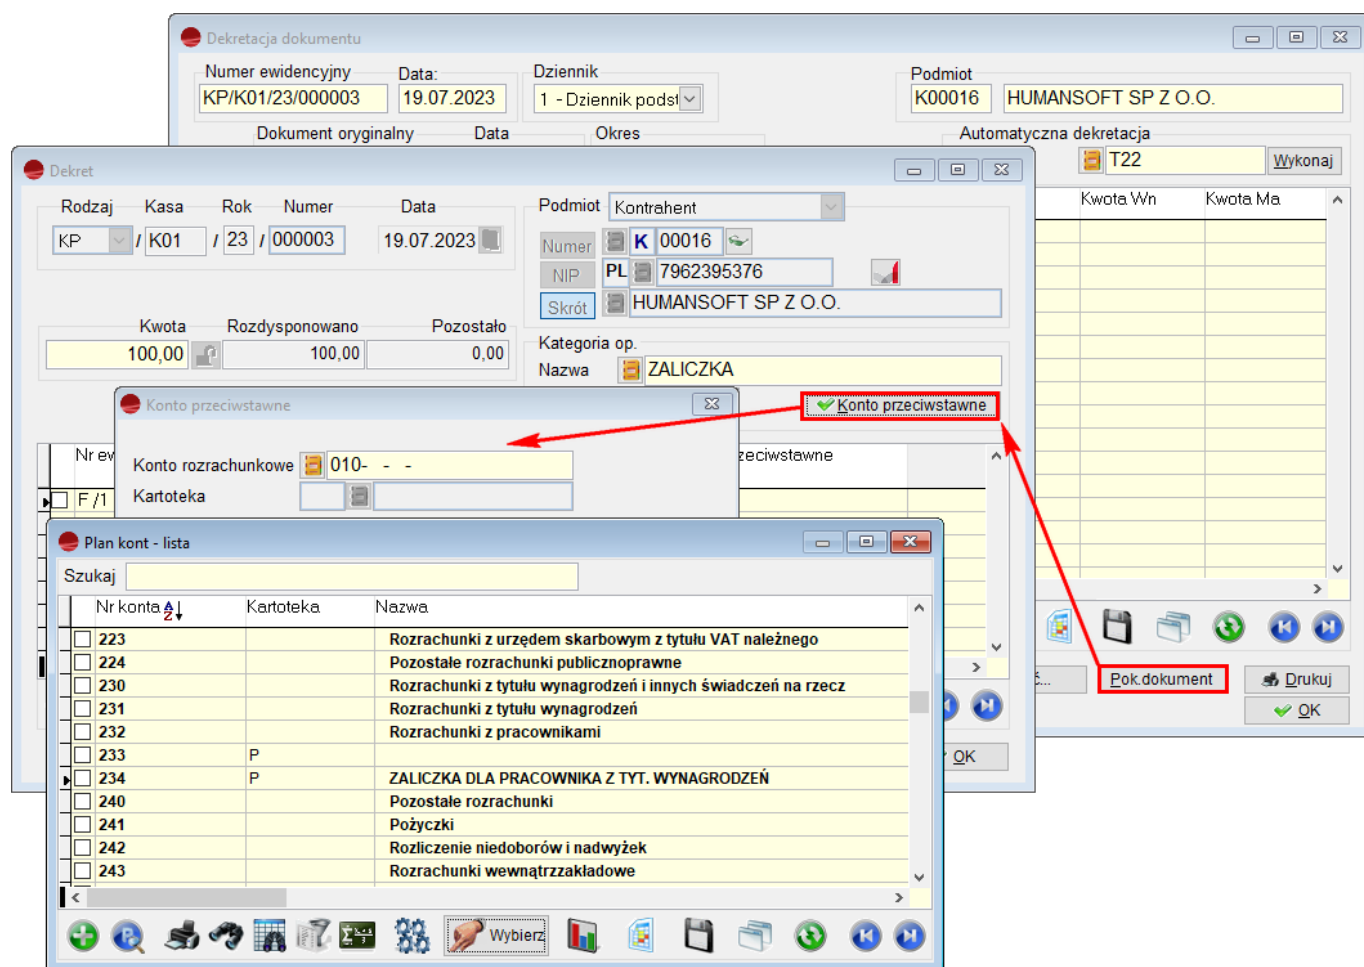 Dekretacja dokumentu
Numer ewidencyjny Data: Dziennik Podmiot
KP/K01/23/000003 19.07.2023 1 - Dziennik podst K00016 HUMANSOFT SP Z O.O.
Dokument oryginalny Data Okres Automatyczna dekretacja
T22 Wykonaj
Kwota Wn Kwota Ma
Pok.dokument Drukuj
OK
Dekret
Rodzaj Kasa Rok Numer Data
KP / K01 / 23 / 000003 19.07.2023
Podmiot Kontrahent
Numer K 00016
NIP PL 7962395376
Skrót HUMANSOFT SP Z O.O.
Kwota Rozdysponowano Pozostało
100,00 100,00 0,00
Kategoria op.
Nazwa ZALICZKA
Konto przeciwstawne
Nr ew
F /1
zeciwstawne
OK
Konto przeciwstawne
Konto rozrachunkowe 010- - -
Kartoteka
Plan kont - lista
Szukaj
Nr konta Kartoteka Nazwa
223 Rozrachunki z urzędem skarbowym z tytułu VAT należnego
224 Pozostałe rozrachunki publicznoprawne
230 Rozrachunki z tytułu wynagrodzeń i innych świadczeń na rzecz
231 Rozrachunki z tytułu wynagrodzeń
232 Rozrachunki z pracownikami
233 P
234 P ZALICZKA DLA PRACOWNIKA Z TYT. WYNAGRODZEŃ
240 Pozostałe rozrachunki
241 Pożyczki
242 Rozliczenie niedoborów i nadwyżek
243 Rozrachunki wewnątrzzakładowe
Wybierz